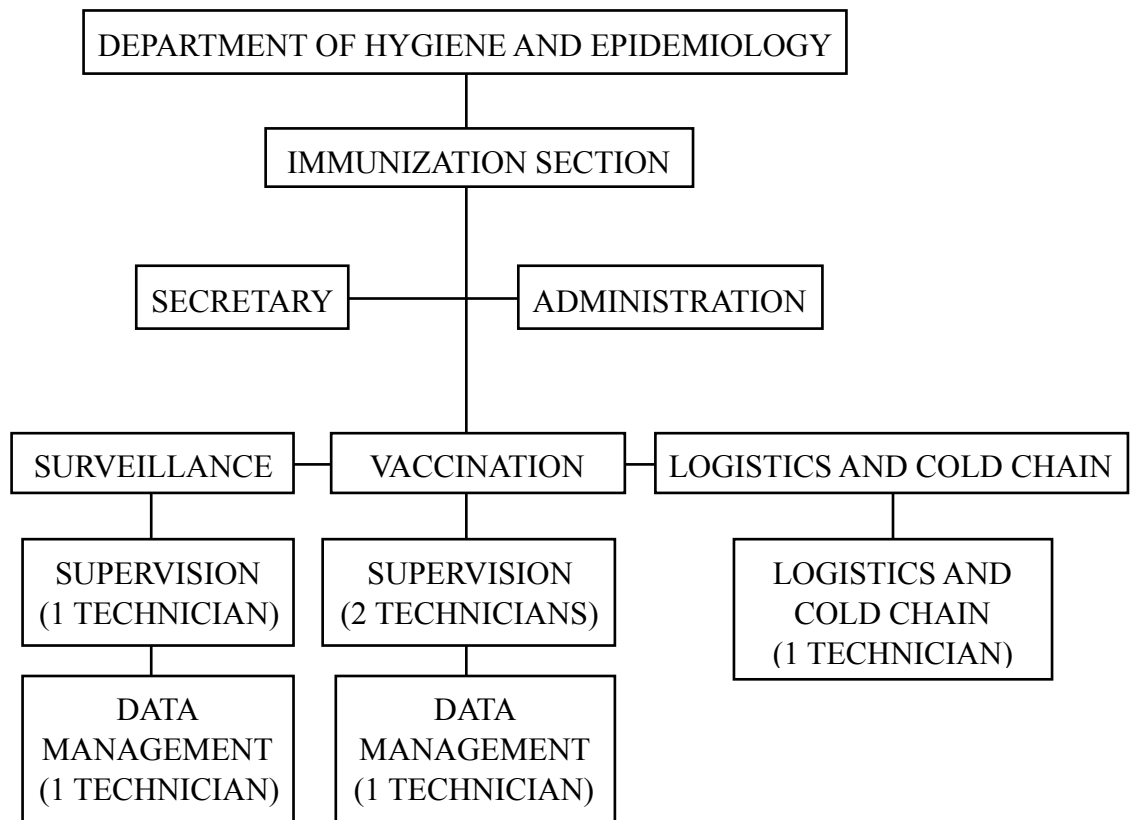 DEPARTMENT OF HYGIENE AND EPIDEMIOLOGY
IMMUNIZATION SECTION
SECRETARY
ADMINISTRATION
SURVEILLANCE
VACCINATION
LOGISTICS AND COLD CHAIN
SUPERVISION
(1 TECHNICIAN)
SUPERVISION
(2 TECHNICIANS)
LOGISTICS AND
COLD CHAIN
(1 TECHNICIAN)
DATA
MANAGEMENT
(1 TECHNICIAN)
DATA
MANAGEMENT
(1 TECHNICIAN)